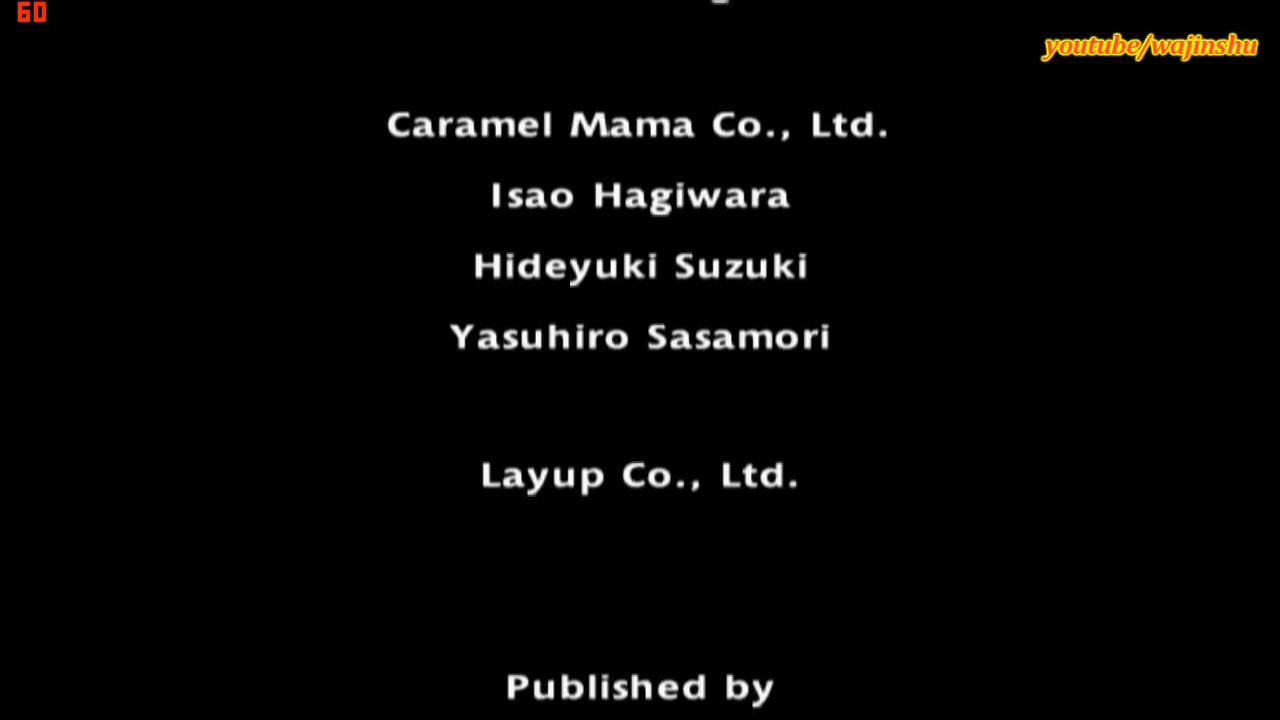 60
youtube/wajinshu
Caramel Mama Co., Ltd.
Isao Hagiwara
Hideyuki Suzuki
Yasuhiro Sasamori
Layup Co., Ltd.
Published by